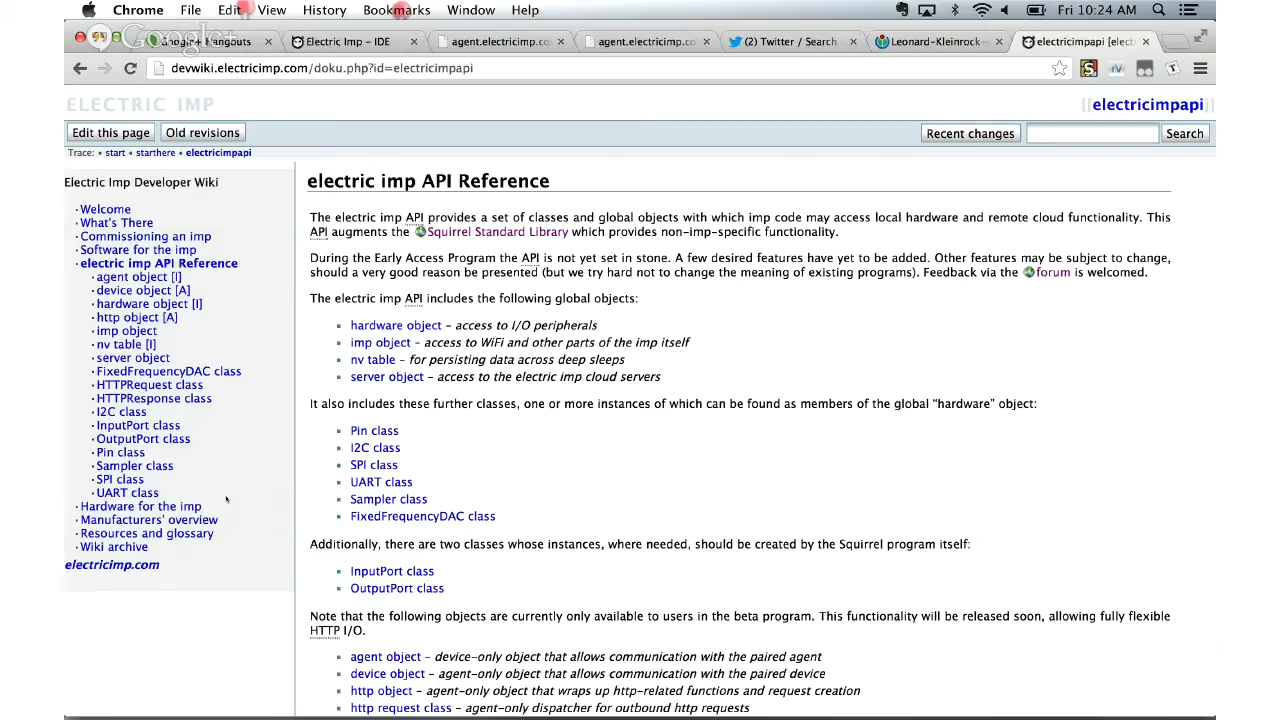 Chrome File Edit View History Bookmarks Window Help Fri 10:24 AM
Google+ Hangouts Electric Imp - IDE agent.electricimp.co agent.electricimp.co (2) Twitter / Search Leonard-Kleinrock- electricimpapi [elect
devwiki.electricimp.com/doku.php?id=electricimpapi
ELECTRIC IMP [[electricimpapi]]
Edit this page Old revisions Recent changes Search
Trace: • start • starthere • electricimpapi
Electric Imp Developer Wiki
· Welcome
· What's There
· Commissioning an imp
· Software for the imp
· electric imp API Reference
· agent object [I]
· device object [A]
· hardware object [I]
· http object [A]
· imp object
· nv table [I]
· server object
· FixedFrequencyDAC class
· HTTPRequest class
· HTTPResponse class
· I2C class
· InputPort class
· OutputPort class
· Pin class
· Sampler class
· SPI class
· UART class
· Hardware for the imp
· Manufacturers' overview
· Resources and glossary
· Wiki archive
electricimp.com
electric imp API Reference
The electric imp API provides a set of classes and global objects with which imp code may access local hardware and remote cloud functionality. This
API augments the Squirrel Standard Library which provides non-imp-specific functionality.
During the Early Access Program the API is not yet set in stone. A few desired features have yet to be added. Other features may be subject to change,
should a very good reason be presented (but we try hard not to change the meaning of existing programs). Feedback via the forum is welcomed.
The electric imp API includes the following global objects:
hardware object – access to I/O peripherals
imp object – access to WiFi and other parts of the imp itself
nv table – for persisting data across deep sleeps
server object – access to the electric imp cloud servers
It also includes these further classes, one or more instances of which can be found as members of the global “hardware” object:
Pin class
I2C class
SPI class
UART class
Sampler class
FixedFrequencyDAC class
Additionally, there are two classes whose instances, where needed, should be created by the Squirrel program itself:
InputPort class
OutputPort class
Note that the following objects are currently only available to users in the beta program. This functionality will be released soon, allowing fully flexible
HTTP I/O.
agent object – device-only object that allows communication with the paired agent
device object – agent-only object that allows communication with the paired device
http object – agent-only object that wraps up http-related functions and request creation
http request class – agent-only dispatcher for outbound http requests